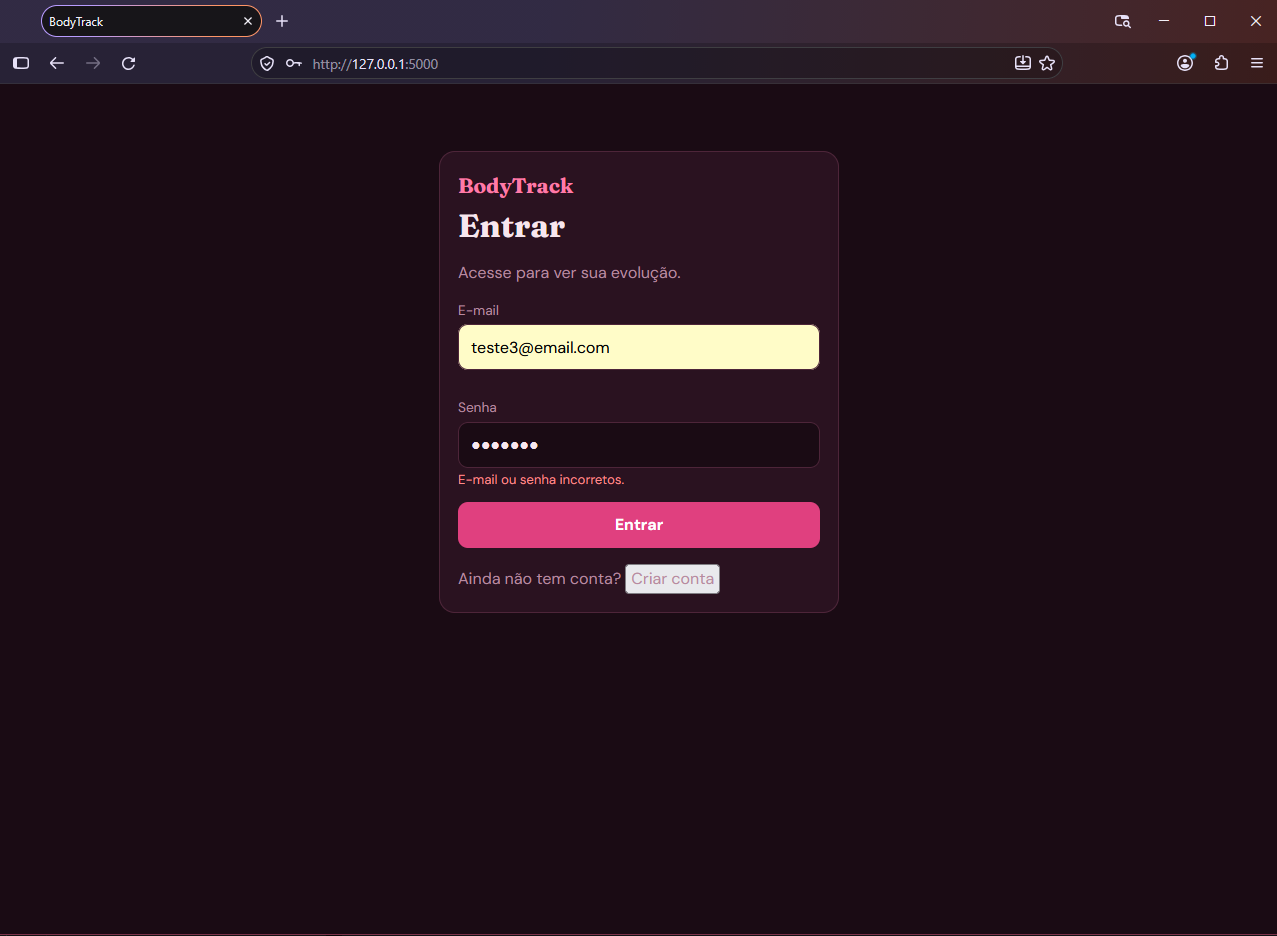 BodyTrack
http://127.0.0.1:5000
BodyTrack
Entrar
Acesse para ver sua evolução.
E-mail
teste3@email.com
Senha
●●●●●●●
E-mail ou senha incorretos.
Entrar
Ainda não tem conta? Criar conta